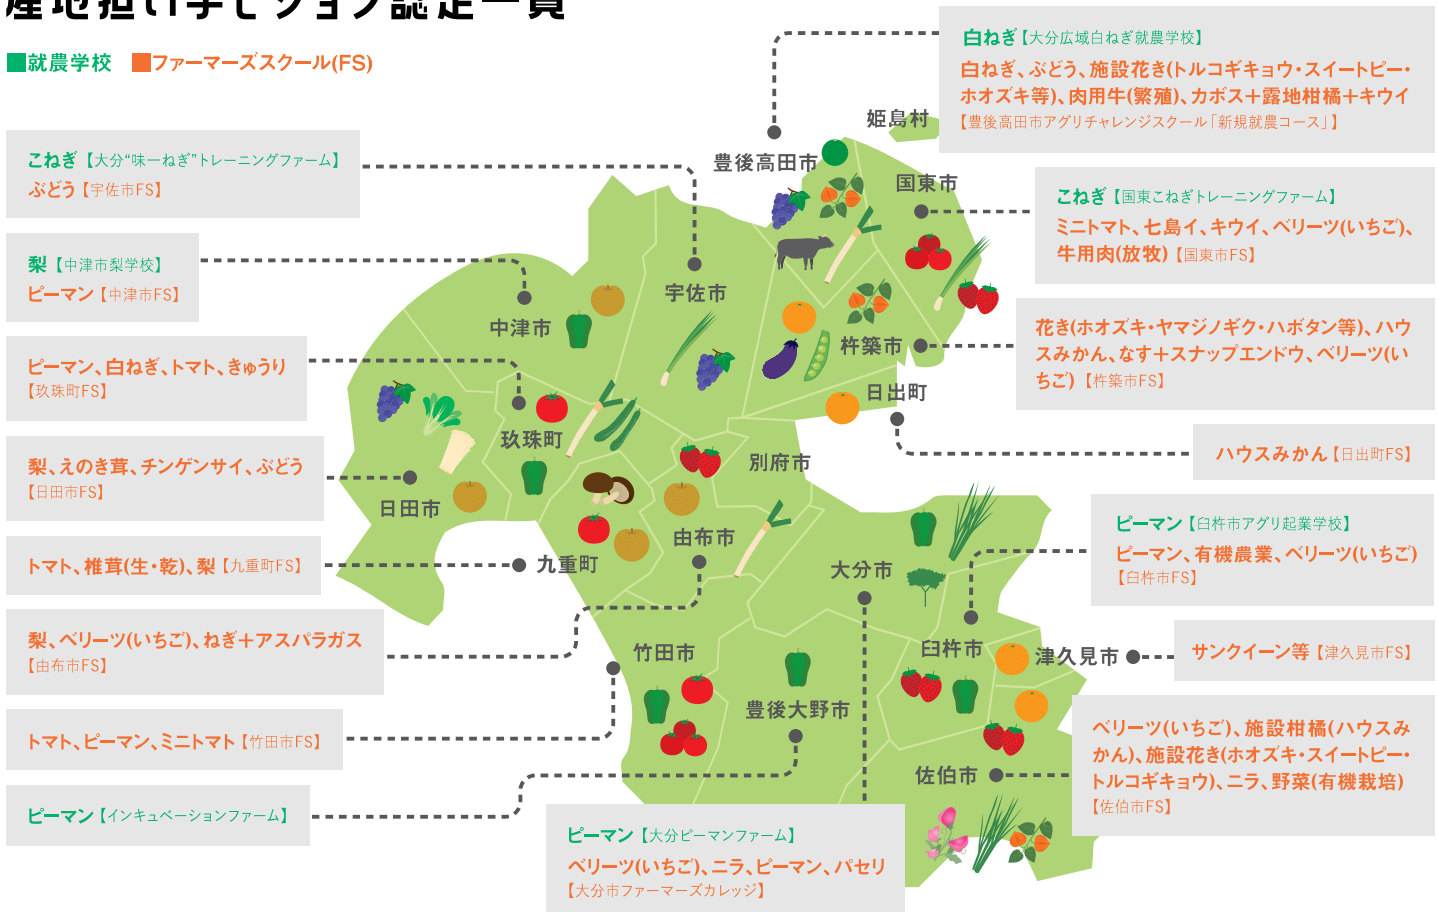 産地担い手ビジョン認定一覧
就農学校 ファーマーズスクール(FS)
白ねぎ【大分広域白ねぎ就農学校】
白ねぎ、ぶどう、施設花き(トルコギキョウ・スイートピー・
ホオズキ等)、肉用牛(繁殖)、カボス＋露地柑橘＋キウイ
【豊後高田市アグリチャレンジスクール「新規就農コース」】
姫島村
豊後高田市
国東市
こねぎ【大分“味一ねぎ”トレーニングファーム】
ぶどう【宇佐市FS】
こねぎ【国東こねぎトレーニングファーム】
ミニトマト、七島イ、キウイ、ベリーツ(いちご)、
牛用肉(放牧)【国東市FS】
梨【中津市梨学校】
ピーマン【中津市FS】
宇佐市
中津市
花き(ホオズキ・ヤマジノギク・ハボタン等)、ハウ
スみかん、なす＋スナップエンドウ、ベリーツ(い
ちご)【杵築市FS】
杵築市
ピーマン、白ねぎ、トマト、きゅうり
【玖珠町FS】
日出町
玖珠町
別府市
ハウスみかん【日出町FS】
梨、えのき茸、チンゲンサイ、ぶどう
【日田市FS】
日田市
ピーマン【臼杵市アグリ起業学校】
ピーマン、有機農業、ベリーツ(いちご)
【臼杵市FS】
由布市
トマト、椎茸(生・乾)、梨【九重町FS】
九重町
大分市
梨、ベリーツ(いちご)、ねぎ＋アスパラガス
【由布市FS】
竹田市
臼杵市
津久見市
サンクイーン等【津久見市FS】
豊後大野市
トマト、ピーマン、ミニトマト【竹田市FS】
ベリーツ(いちご)、施設柑橘(ハウスみ
かん)、施設花き(ホオズキ・スイートピー・
トルコギキョウ)、ニラ、野菜(有機栽培)
【佐伯市FS】
佐伯市
ピーマン【インキュベーションファーム】
ピーマン【大分ピーマンファーム】
ベリーツ(いちご)、ニラ、ピーマン、パセリ
【大分市ファーマーズカレッジ】